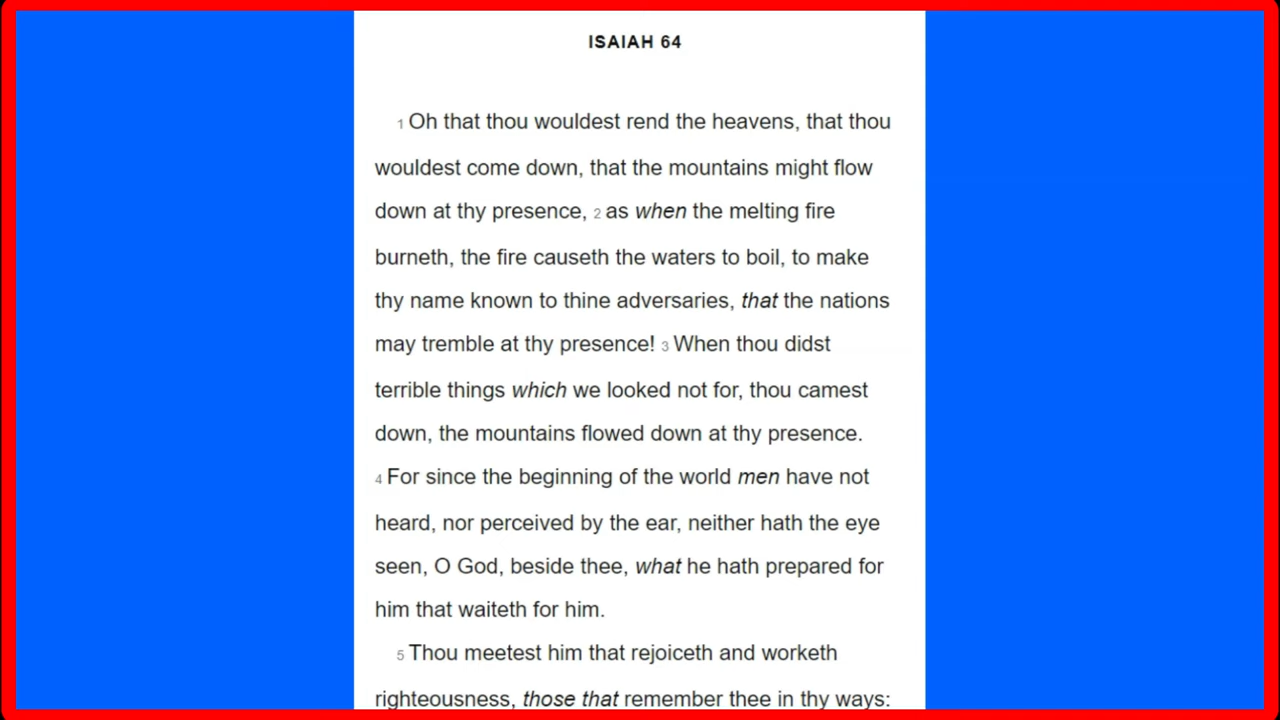 ISAIAH 64
1 Oh that thou wouldest rend the heavens, that thou
wouldest come down, that the mountains might flow
down at thy presence, 2 as when the melting fire
burneth, the fire causeth the waters to boil, to make
thy name known to thine adversaries, that the nations
may tremble at thy presence! 3 When thou didst
terrible things which we looked not for, thou camest
down, the mountains flowed down at thy presence.
4 For since the beginning of the world men have not
heard, nor perceived by the ear, neither hath the eye
seen, O God, beside thee, what he hath prepared for
him that waiteth for him.
5 Thou meetest him that rejoiceth and worketh
righteousness, those that remember thee in thy ways: